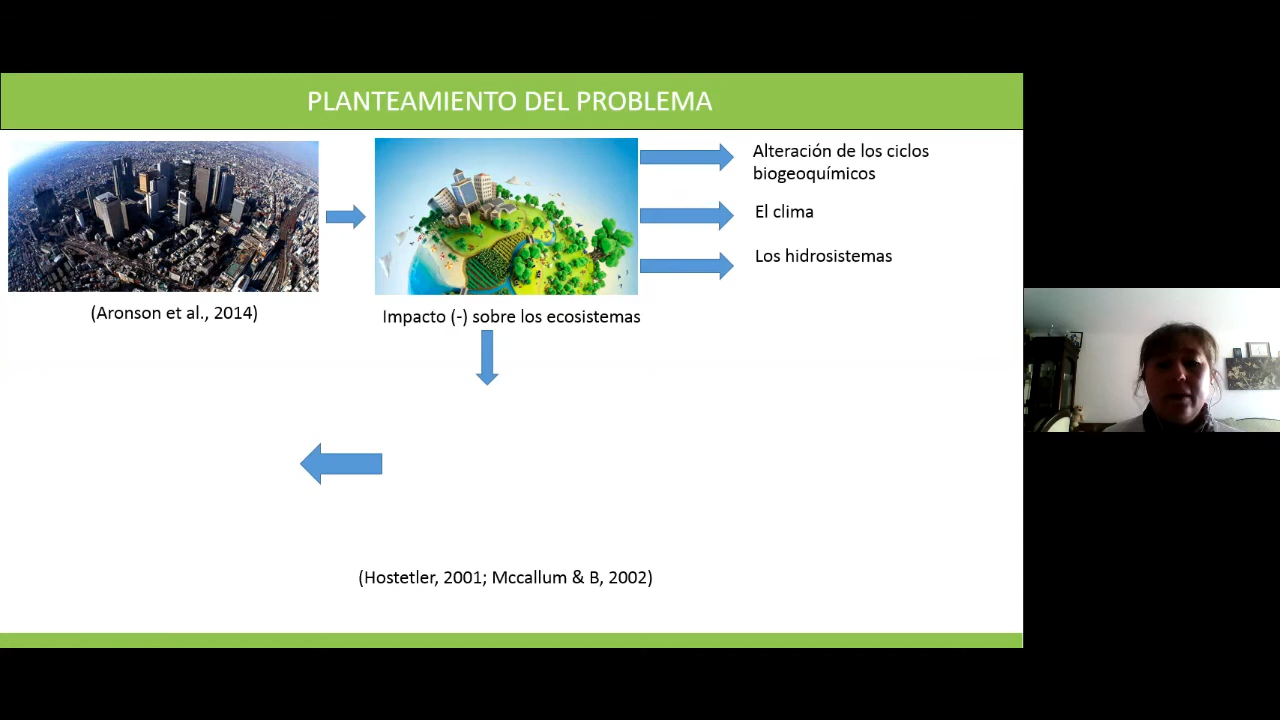 PLANTEAMIENTO DEL PROBLEMA
Alteración de los ciclos
biogeoquímicos
El clima
Los hidrosistemas
(Aronson et al., 2014)
Impacto (-) sobre los ecosistemas
(Hostetler, 2001; Mccallum & B, 2002)